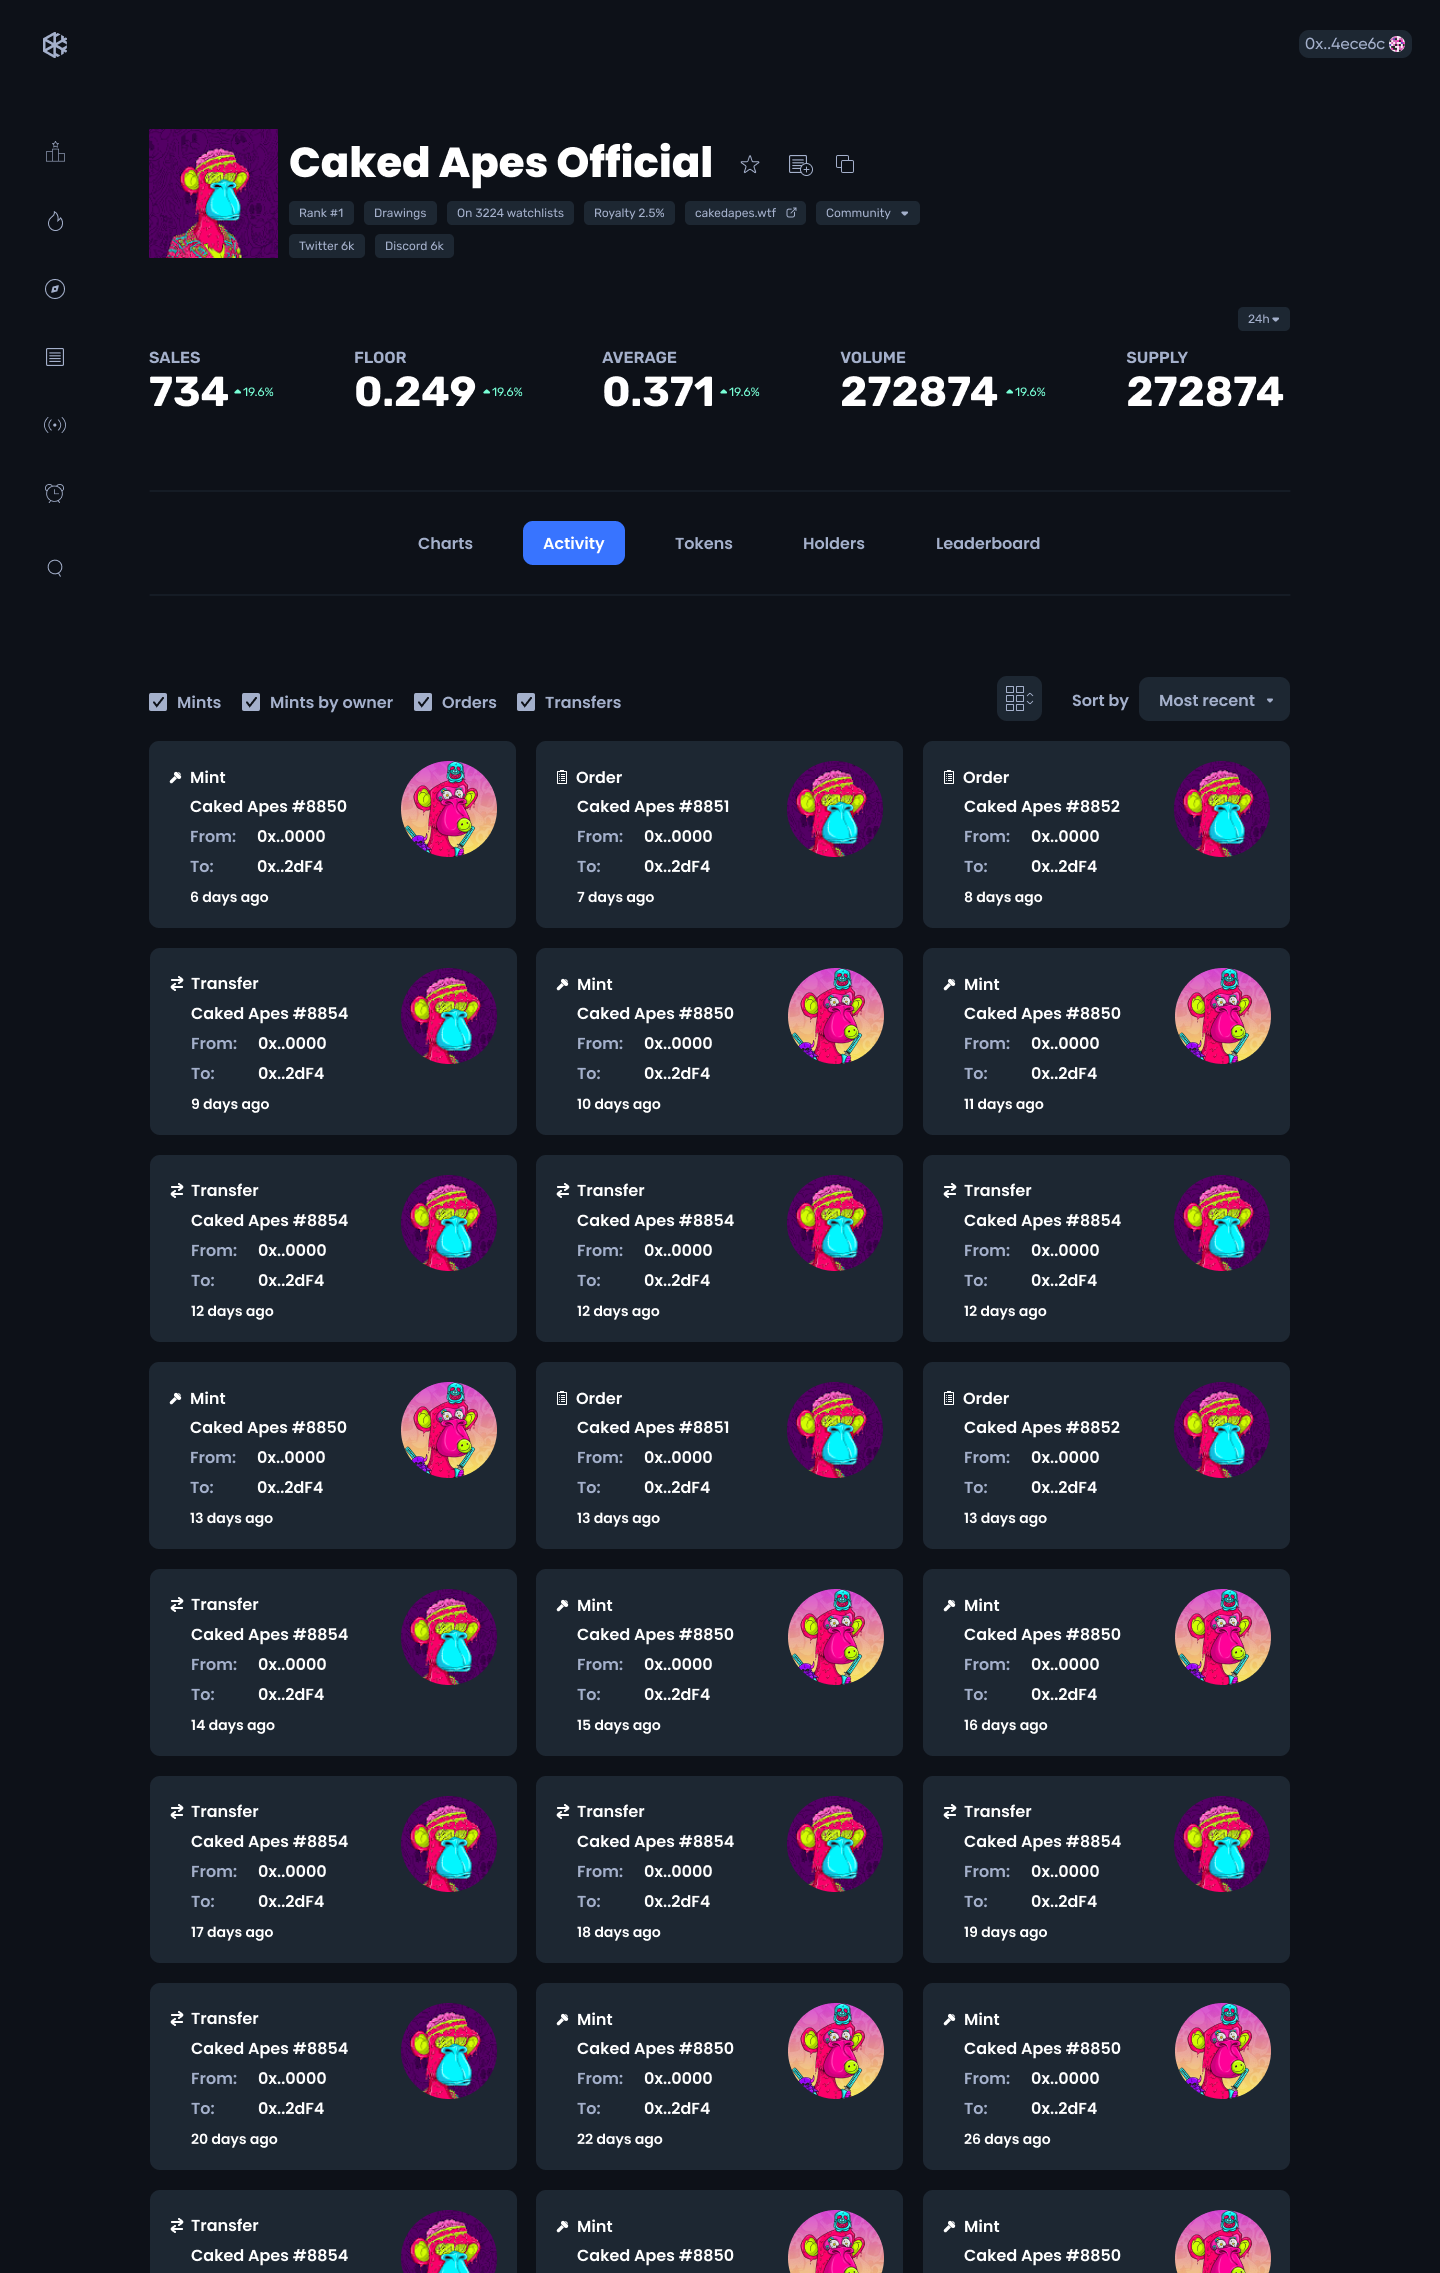 0x..4ece6c
Caked Apes Official
Rank #1 Drawings On 3224 watchlists Royalty 2.5% cakedapes.wtf Community
Twitter 6k Discord 6k
24h
SALES FLOOR AVERAGE VOLUME SUPPLY
734 19.6% 0.249 19.6% 0.371 19.6% 272874 19.6% 272874
Charts Activity Tokens Holders Leaderboard
Mints Mints by owner Orders Transfers Sort by Most recent
Mint Order Order
Caked Apes #8850 Caked Apes #8851 Caked Apes #8852
From: 0x..0000 From: 0x..0000 From: 0x..0000
To: 0x..2dF4 To: 0x..2dF4 To: 0x..2dF4
6 days ago 7 days ago 8 days ago
Transfer Mint Mint
Caked Apes #8854 Caked Apes #8850 Caked Apes #8850
From: 0x..0000 From: 0x..0000 From: 0x..0000
To: 0x..2dF4 To: 0x..2dF4 To: 0x..2dF4
9 days ago 10 days ago 11 days ago
Transfer Transfer Transfer
Caked Apes #8854 Caked Apes #8854 Caked Apes #8854
From: 0x..0000 From: 0x..0000 From: 0x..0000
To: 0x..2dF4 To: 0x..2dF4 To: 0x..2dF4
12 days ago 12 days ago 12 days ago
Mint Order Order
Caked Apes #8850 Caked Apes #8851 Caked Apes #8852
From: 0x..0000 From: 0x..0000 From: 0x..0000
To: 0x..2dF4 To: 0x..2dF4 To: 0x..2dF4
13 days ago 13 days ago 13 days ago
Transfer Mint Mint
Caked Apes #8854 Caked Apes #8850 Caked Apes #8850
From: 0x..0000 From: 0x..0000 From: 0x..0000
To: 0x..2dF4 To: 0x..2dF4 To: 0x..2dF4
14 days ago 15 days ago 16 days ago
Transfer Transfer Transfer
Caked Apes #8854 Caked Apes #8854 Caked Apes #8854
From: 0x..0000 From: 0x..0000 From: 0x..0000
To: 0x..2dF4 To: 0x..2dF4 To: 0x..2dF4
17 days ago 18 days ago 19 days ago
Transfer Mint Mint
Caked Apes #8854 Caked Apes #8850 Caked Apes #8850
From: 0x..0000 From: 0x..0000 From: 0x..0000
To: 0x..2dF4 To: 0x..2dF4 To: 0x..2dF4
20 days ago 22 days ago 26 days ago
Transfer Mint Mint
Caked Apes #8854 Caked Apes #8850 Caked Apes #8850